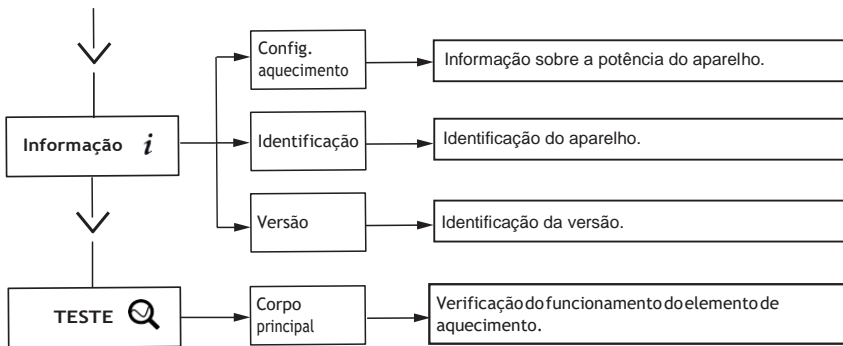 Config.
aquecimento
Informação sobre a potência do aparelho.
Informação i
Identificação
Identificação do aparelho.
Versão
Identificação da versão.
TESTE
Corpo
principal
Verificação do funcionamento do elemento de
aquecimento.